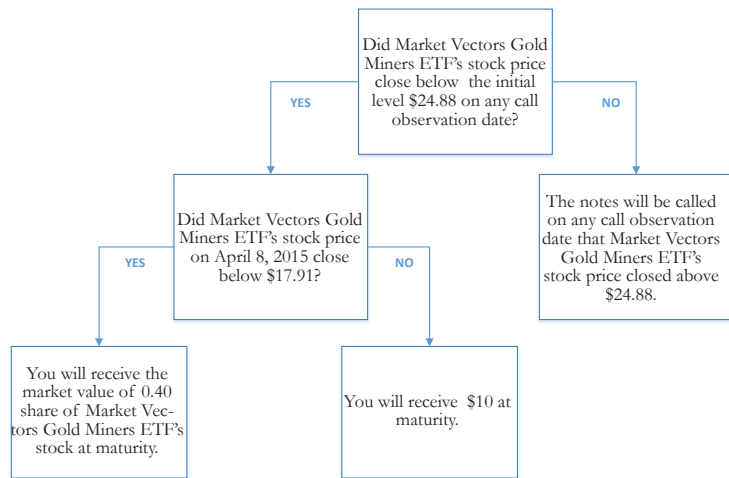 Did Market Vectors Gold
Miners ETF's stock price
close below  the initial
level $24.88 on any call
observation date?
YES
NO
Did Market Vectors Gold
Miners ETF's stock price
on April 8, 2015 close
below $17.91?
The notes will be called
on any call observation
date that Market Vectors
Gold Miners ETF's
stock price closed above
$24.88.
YES
NO
You will receive the
market value of 0.40
share of Market Vec-
tors Gold Miners ETF's
stock at maturity.
You will receive  $10 at
maturity.